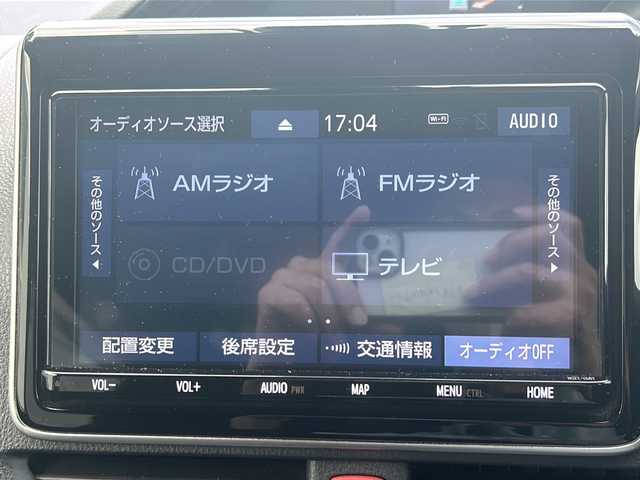 オーディオソース選択 17:04 Wi-Fi AUDIO
AMラジオ FMラジオ
その他のソース
その他のソース
CD/DVD テレビ
配置変更 後席設定 交通情報 オーディオOFF
VOL− VOL+ AUDIO PWR MAP MENU CTRL HOME